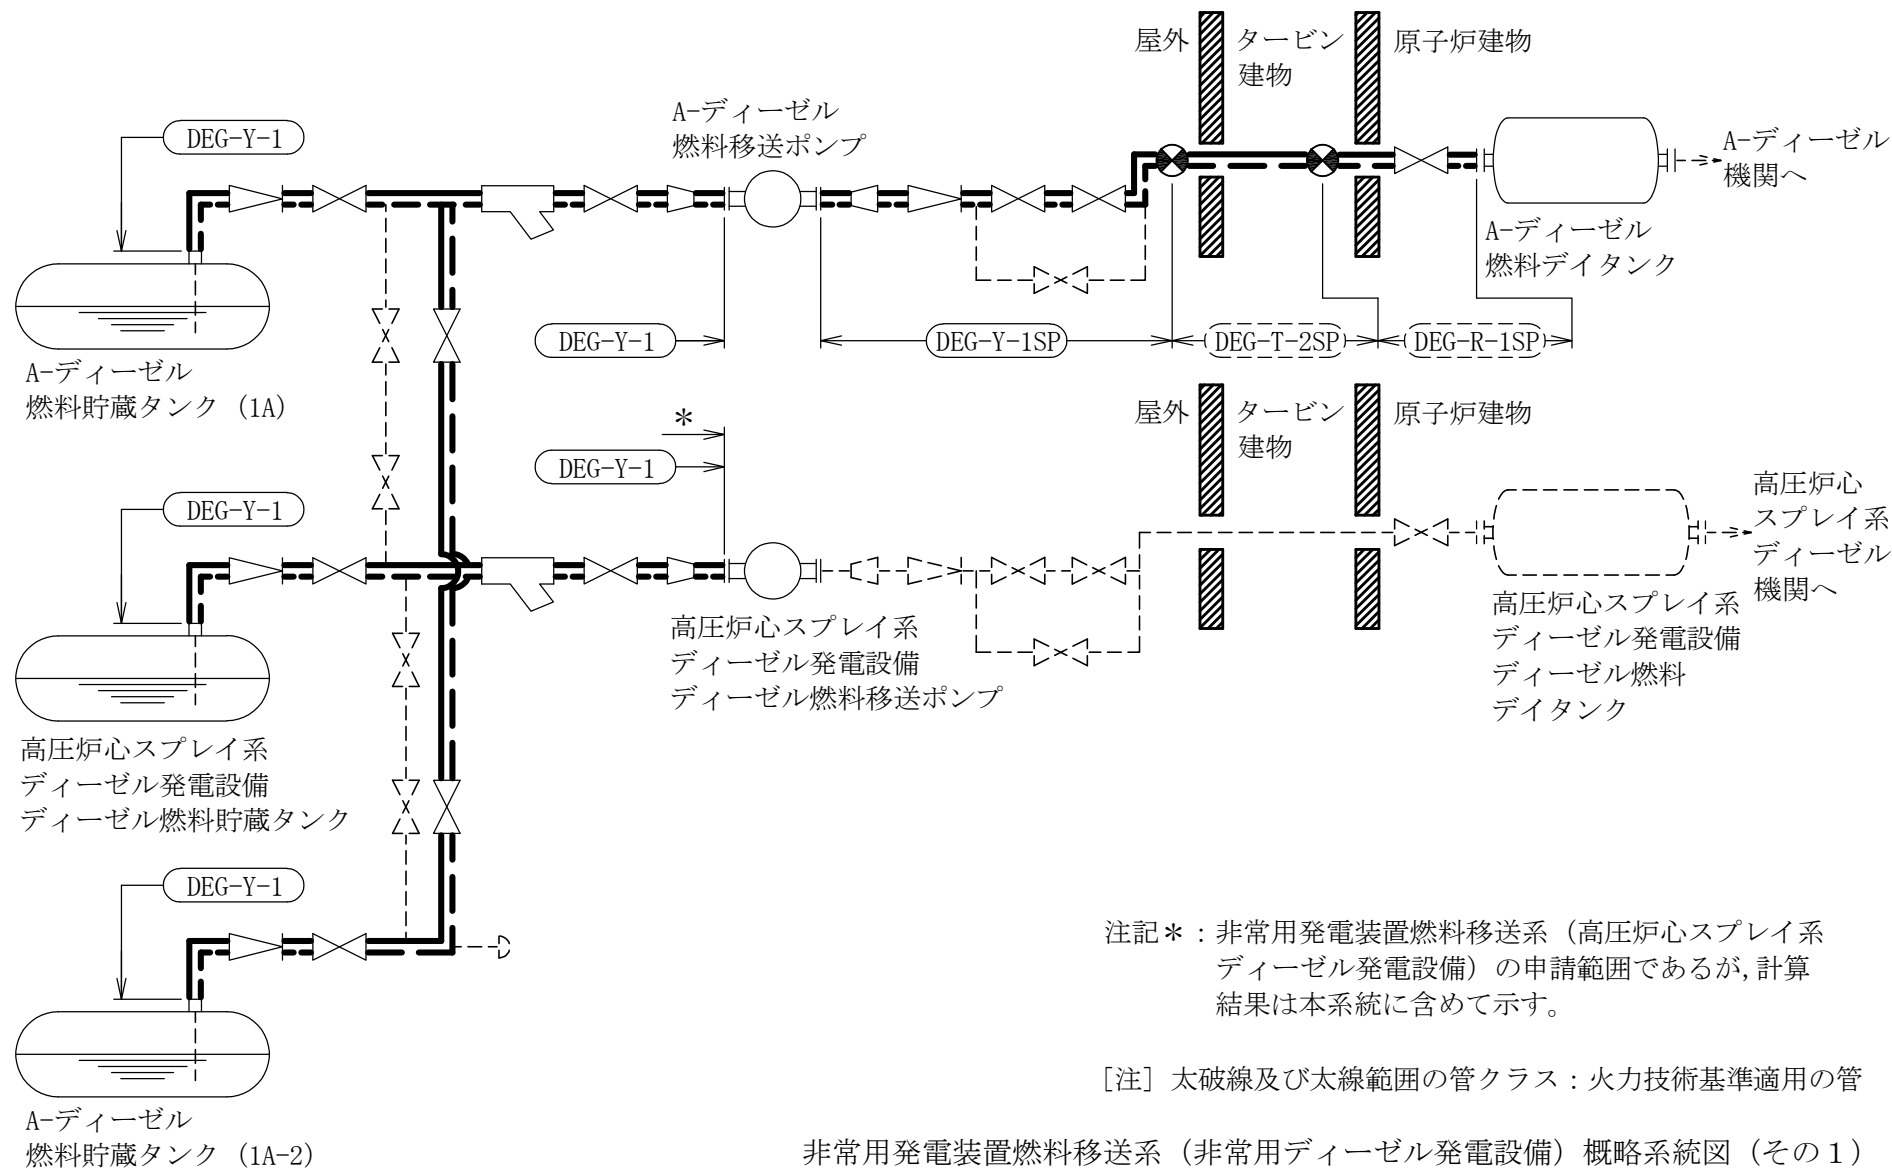 屋外
タービン
建物
原子炉建物
A-ディーゼル
燃料移送ポンプ
DEG-Y-1
A-ディーゼル
機関へ
A-ディーゼル
燃料デイタンク
DEG-Y-1
DEG-Y-1SP
DEG-T-2SP
DEG-R-1SP
A-ディーゼル
燃料貯蔵タンク (1A)
*
DEG-Y-1
屋外
タービン
建物
原子炉建物
DEG-Y-1
高圧炉心
スプレイ系
ディーゼル
機関へ
高圧炉心スプレイ系
ディーゼル発電設備
ディーゼル燃料
デイタンク
高圧炉心スプレイ系
ディーゼル発電設備
ディーゼル燃料移送ポンプ
高圧炉心スプレイ系
ディーゼル発電設備
ディーゼル燃料貯蔵タンク
DEG-Y-1
A-ディーゼル
燃料貯蔵タンク (1A-2)
注記*:非常用発電装置燃料移送系(高圧炉心スプレイ系
ディーゼル発電設備)の申請範囲であるが,計算
結果は本系統に含めて示す。
[注] 太破線及び太線範囲の管クラス:火力技術基準適用の管
非常用発電装置燃料移送系(非常用ディーゼル発電設備)概略系統図(その1)